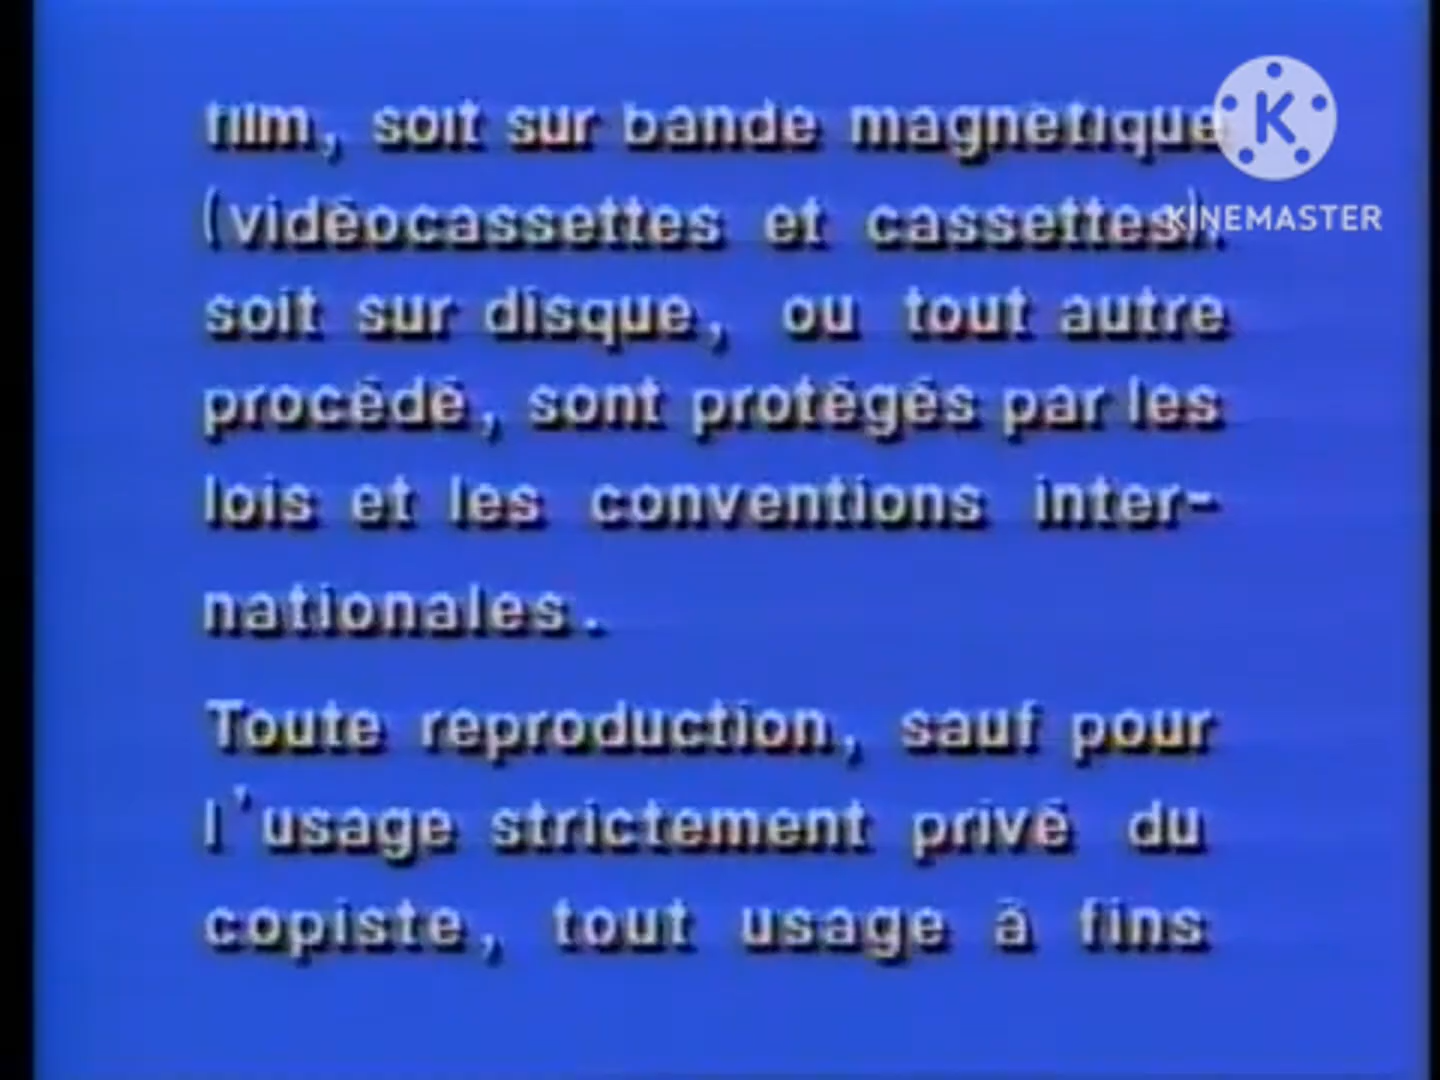 film, soit sur bande magnétique
(vidéocassettes et cassettes),
soit sur disque, ou tout autre
procédé, sont protégés par les
lois et les conventions inter-
nationales.
Toute reproduction, sauf pour
l'usage strictement privé du
copiste, tout usage à fins
K
KINEMASTER